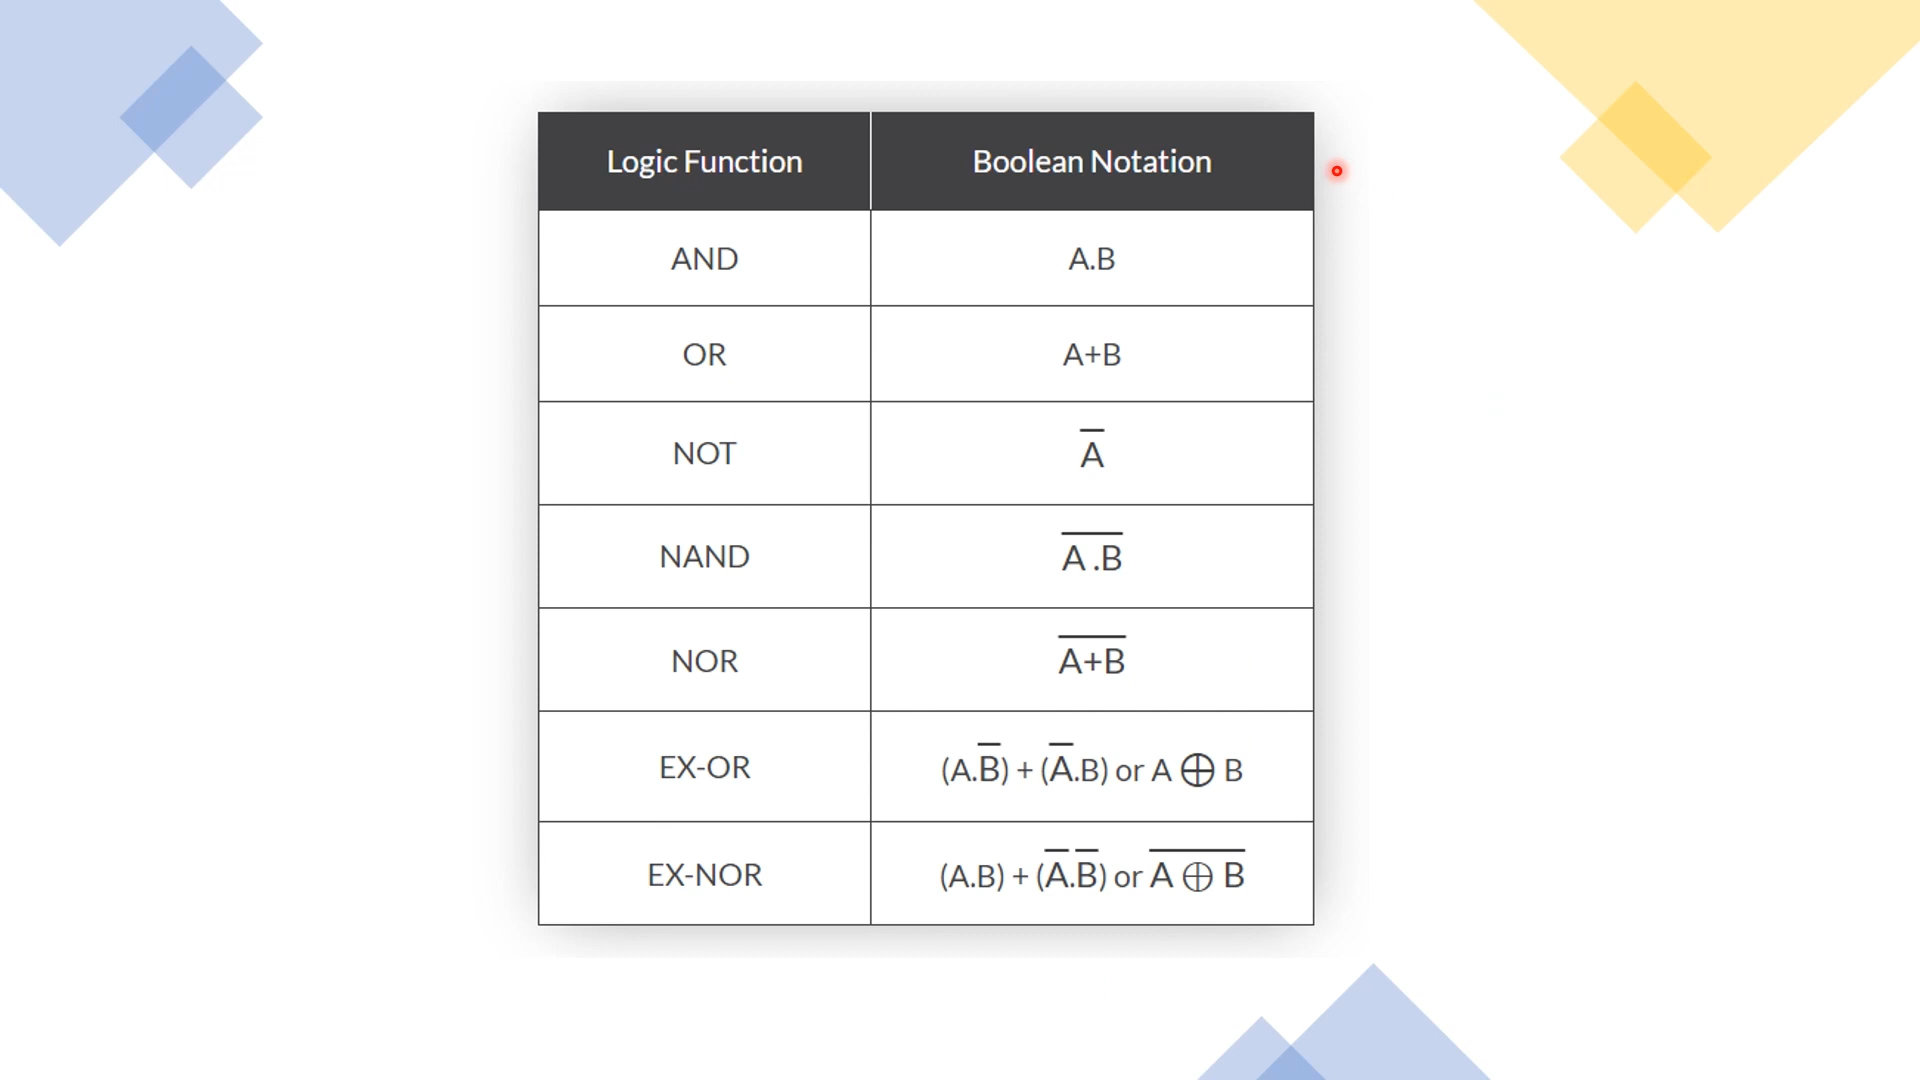 Logic Function Boolean Notation
AND A.B
OR A+B
NOT A̅
NAND A̅ ̅.̅B̅
NOR A̅+̅B̅
EX-OR (A.B̅) + (A̅.B) or A ⊕ B
EX-NOR (A.B) + (A̅.B̅) or A̅ ̅⊕̅ ̅B̅